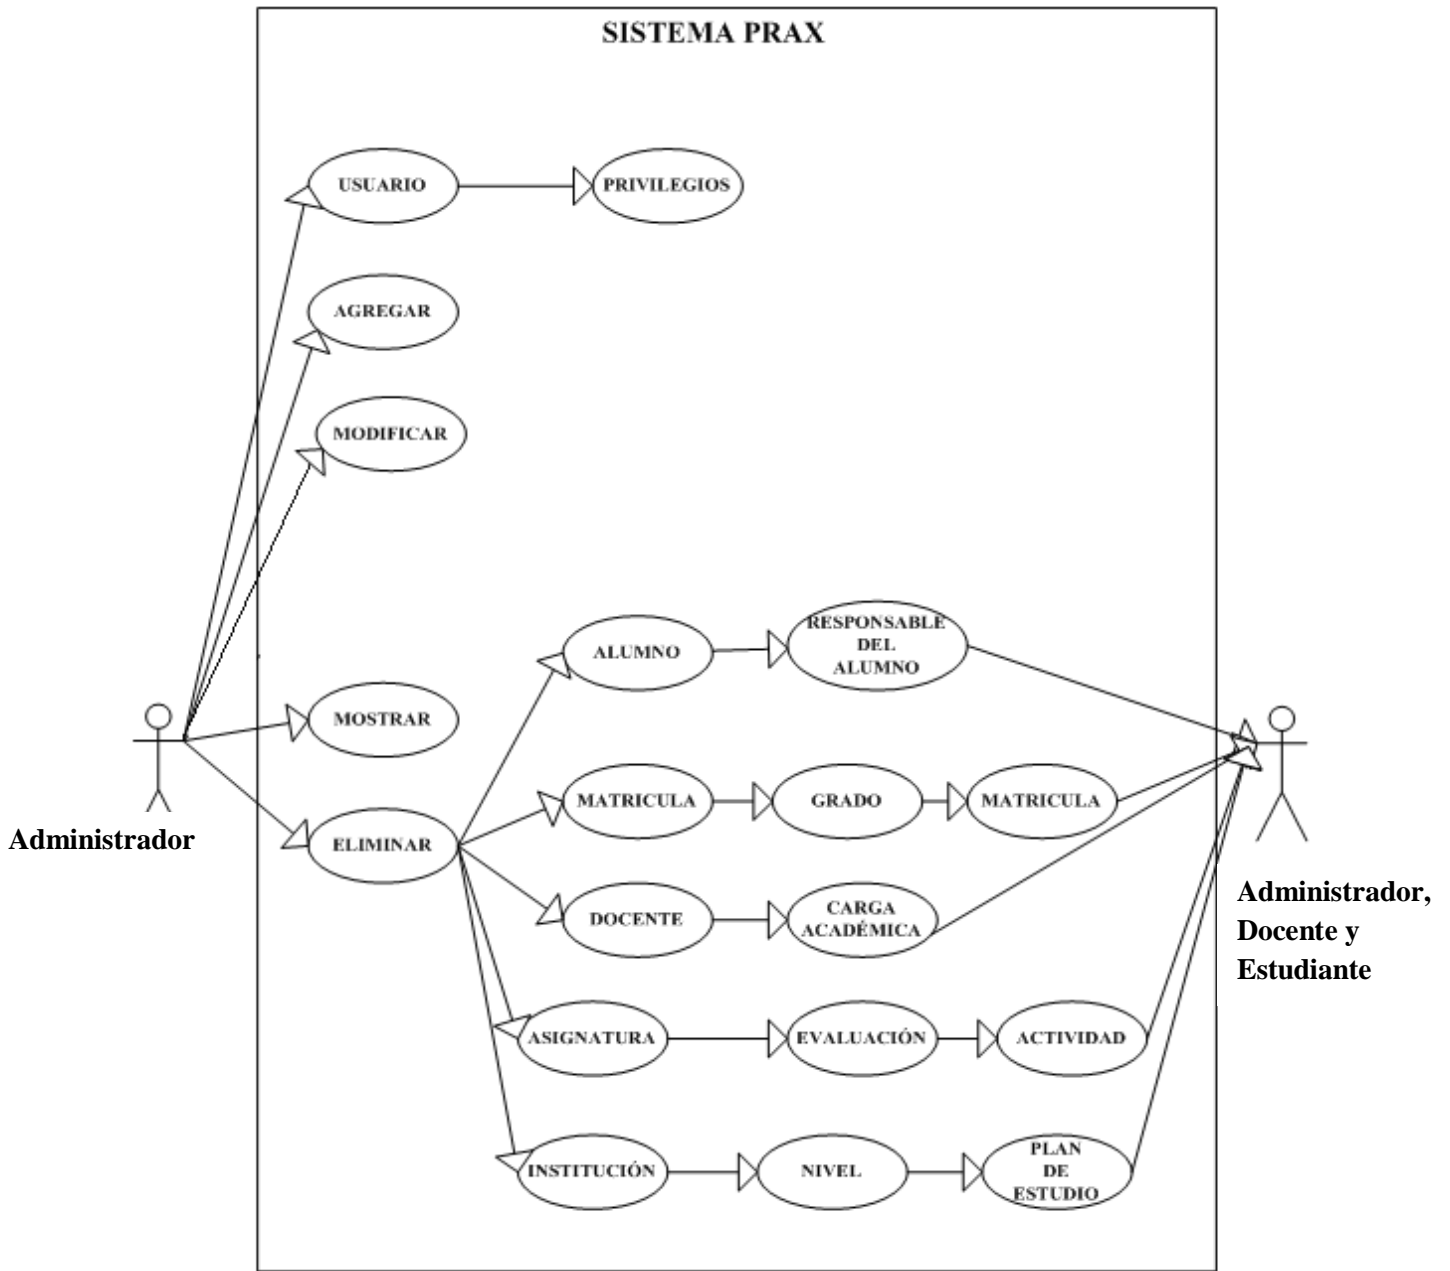 SISTEMA PRAX
USUARIO
PRIVILEGIOS
AGREGAR
MODIFICAR
ALUMNO
RESPONSABLE
DEL
ALUMNO
MOSTRAR
MATRICULA
GRADO
MATRICULA
Administrador
ELIMINAR
DOCENTE
CARGA
ACADÉMICA
Administrador,
Docente y
Estudiante
ASIGNATURA
EVALUACIÓN
ACTIVIDAD
INSTITUCIÓN
NIVEL
PLAN
DE
ESTUDIO